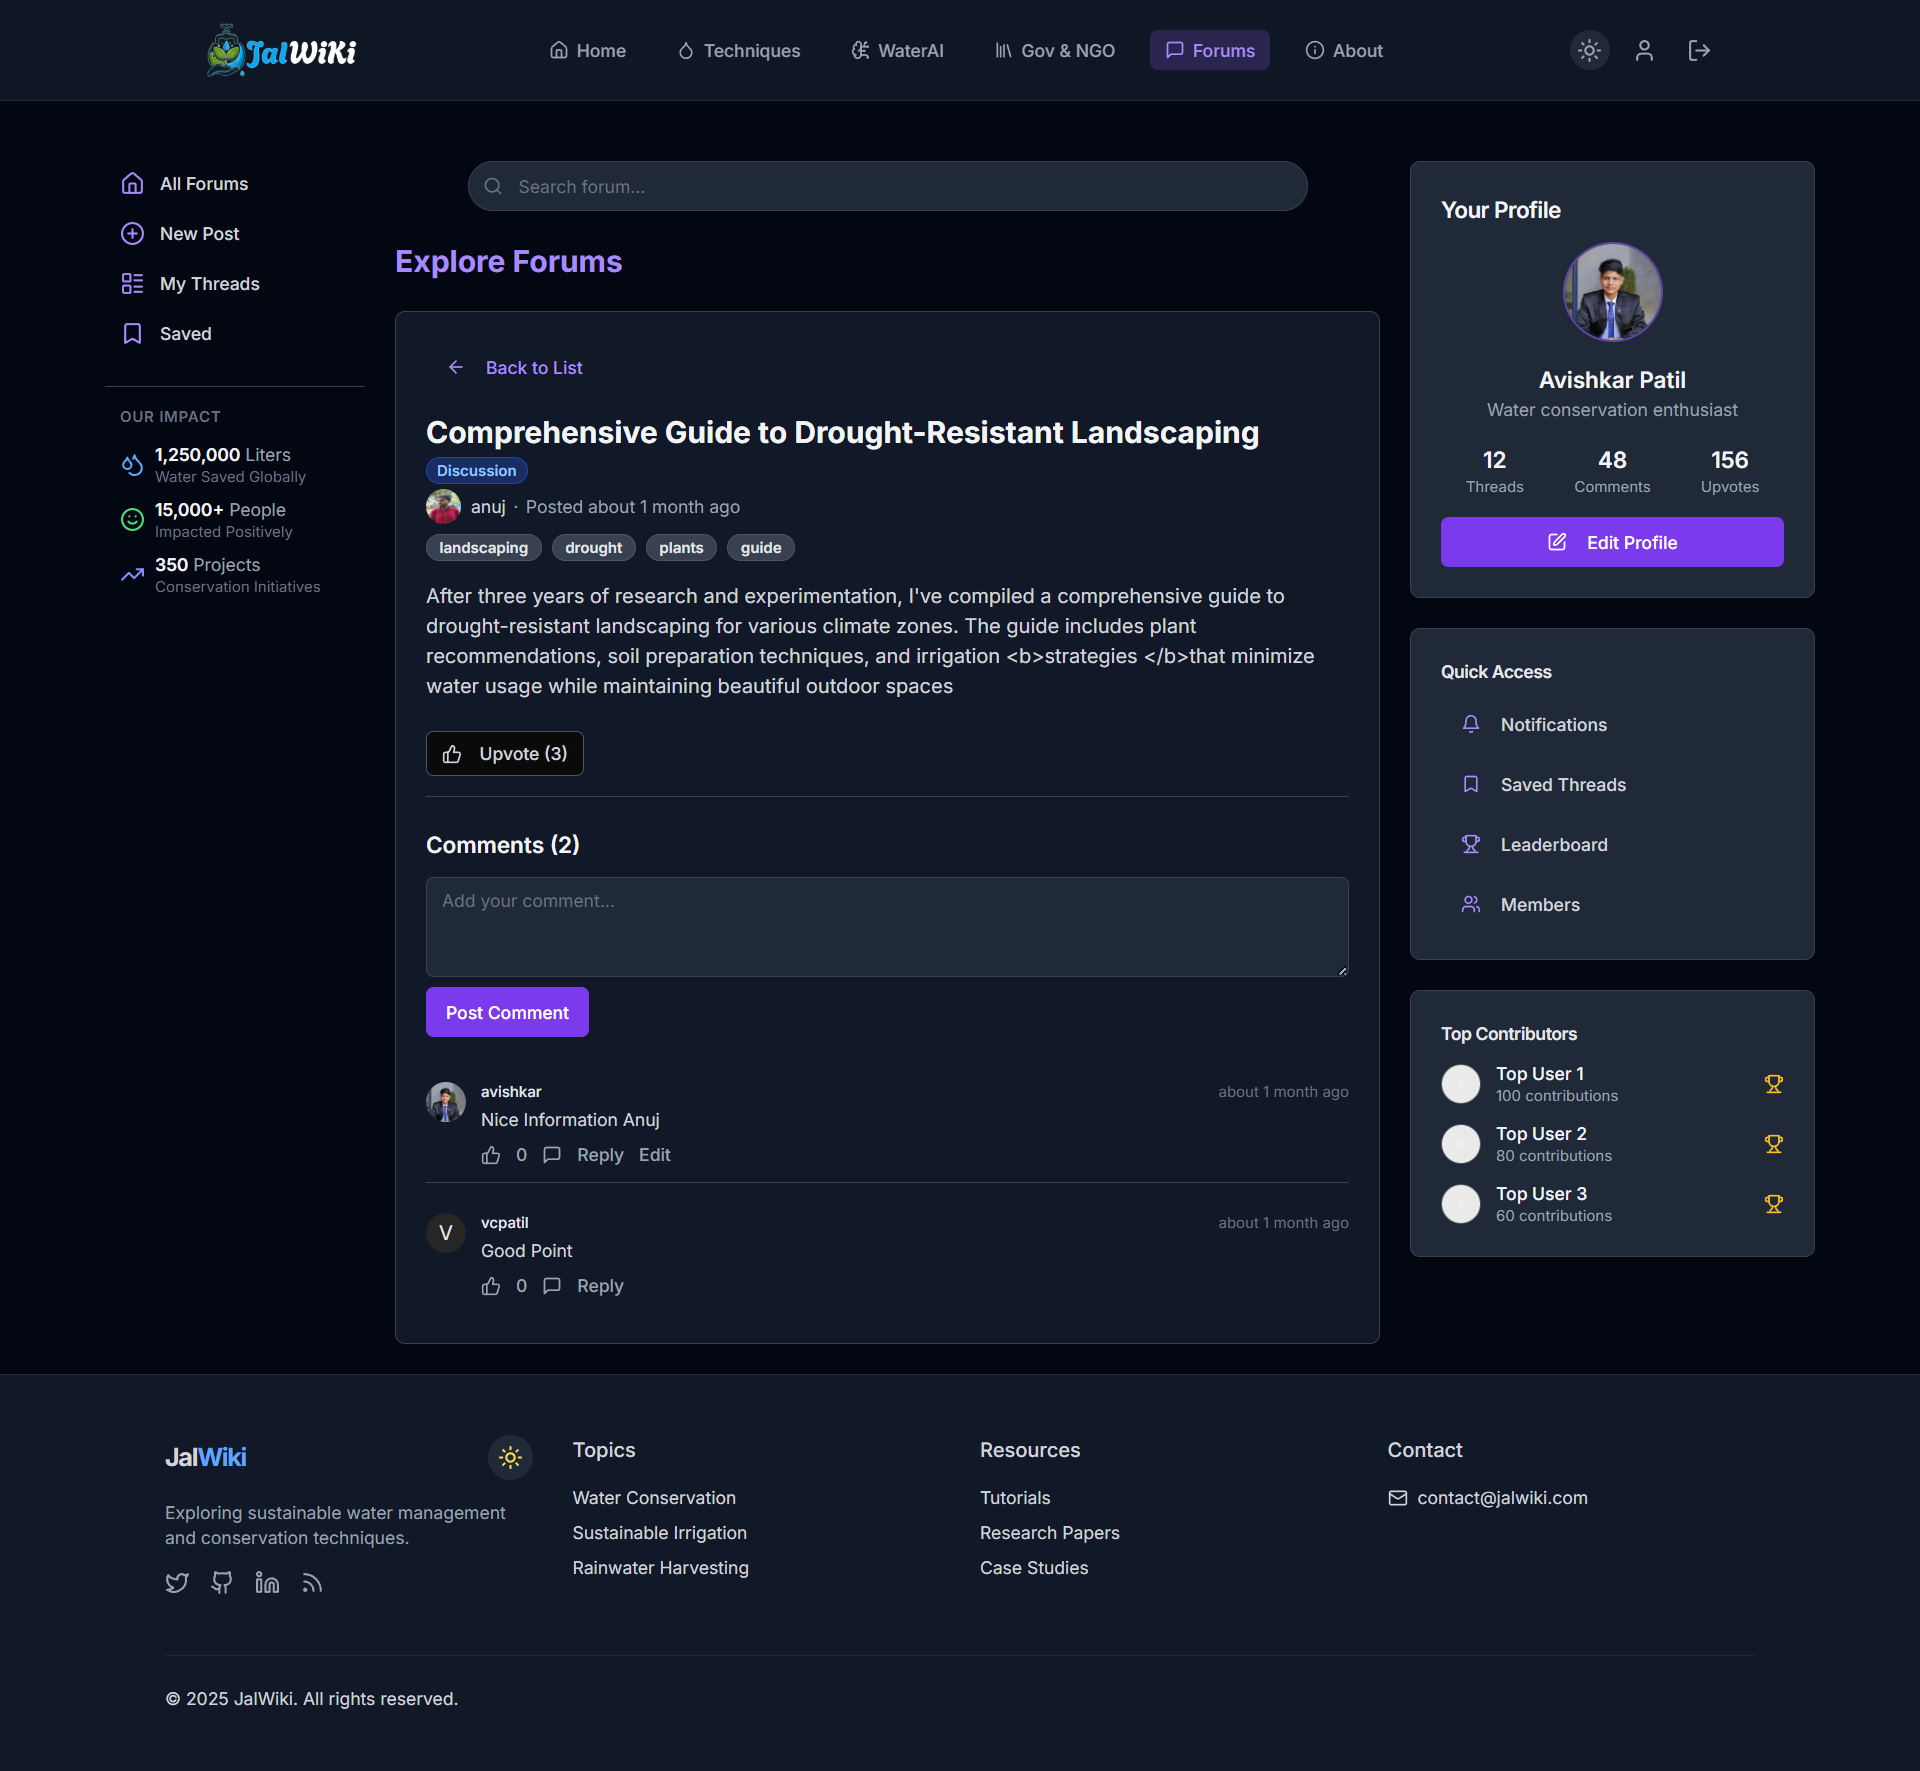 JalWiKi
Home
Techniques
WaterAI
Gov & NGO
Forums
About
All Forums
New Post
My Threads
Saved
OUR IMPACT
1,250,000 Liters
Water Saved Globally
15,000+ People
Impacted Positively
350 Projects
Conservation Initiatives
Search forum...
Explore Forums
Back to List
Comprehensive Guide to Drought-Resistant Landscaping
Discussion
anuj · Posted about 1 month ago
landscaping drought plants guide
After three years of research and experimentation, I've compiled a comprehensive guide to
drought-resistant landscaping for various climate zones. The guide includes plant
recommendations, soil preparation techniques, and irrigation <b>strategies </b>that minimize
water usage while maintaining beautiful outdoor spaces
Upvote (3)
Comments (2)
Add your comment...
Post Comment
avishkar about 1 month ago
Nice Information Anuj
0 Reply Edit
V
vcpatil about 1 month ago
Good Point
0 Reply
Your Profile
Avishkar Patil
Water conservation enthusiast
12 48 156
Threads Comments Upvotes
Edit Profile
Quick Access
Notifications
Saved Threads
Leaderboard
Members
Top Contributors
Top User 1
100 contributions
Top User 2
80 contributions
Top User 3
60 contributions
JalWiki
Exploring sustainable water management
and conservation techniques.
Topics
Water Conservation
Sustainable Irrigation
Rainwater Harvesting
Resources
Tutorials
Research Papers
Case Studies
Contact
contact@jalwiki.com
© 2025 JalWiki. All rights reserved.